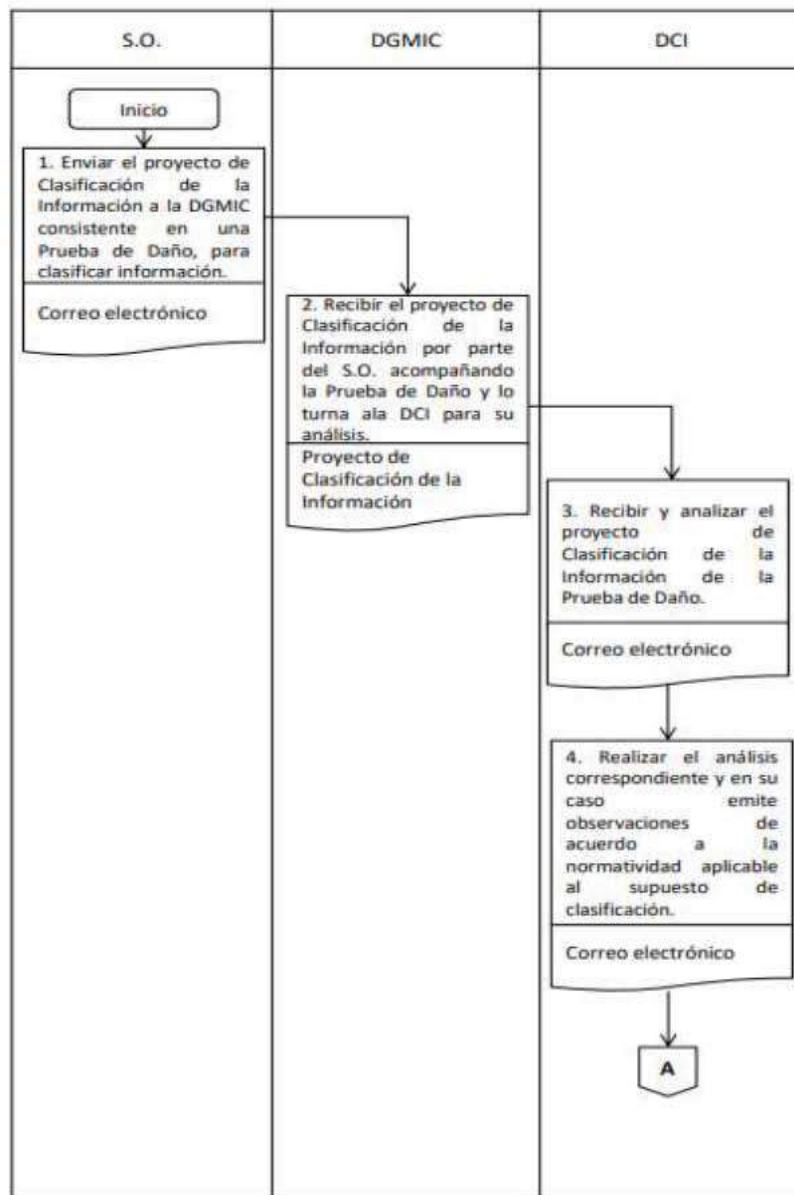 S.O.
DGMIC
DCI
Inicio
1. Enviar el proyecto de
Clasificación de la
Información a la DGMIC
consistente en una
Prueba de Daño, para
clasificar información.
Correo electrónico
2. Recibir el proyecto de
Clasificación de la
Información por parte
del S.O. acompañando
la Prueba de Daño y lo
turna ala DCI para su
análisis.
Proyecto de
Clasificación de la
Información
3. Recibir y analizar el
proyecto de
Clasificación de la
Información de la
Prueba de Daño.
Correo electrónico
4. Realizar el análisis
correspondiente y en su
caso emite
observaciones de
acuerdo a la
normatividad aplicable
al supuesto de
clasificación.
Correo electrónico
A